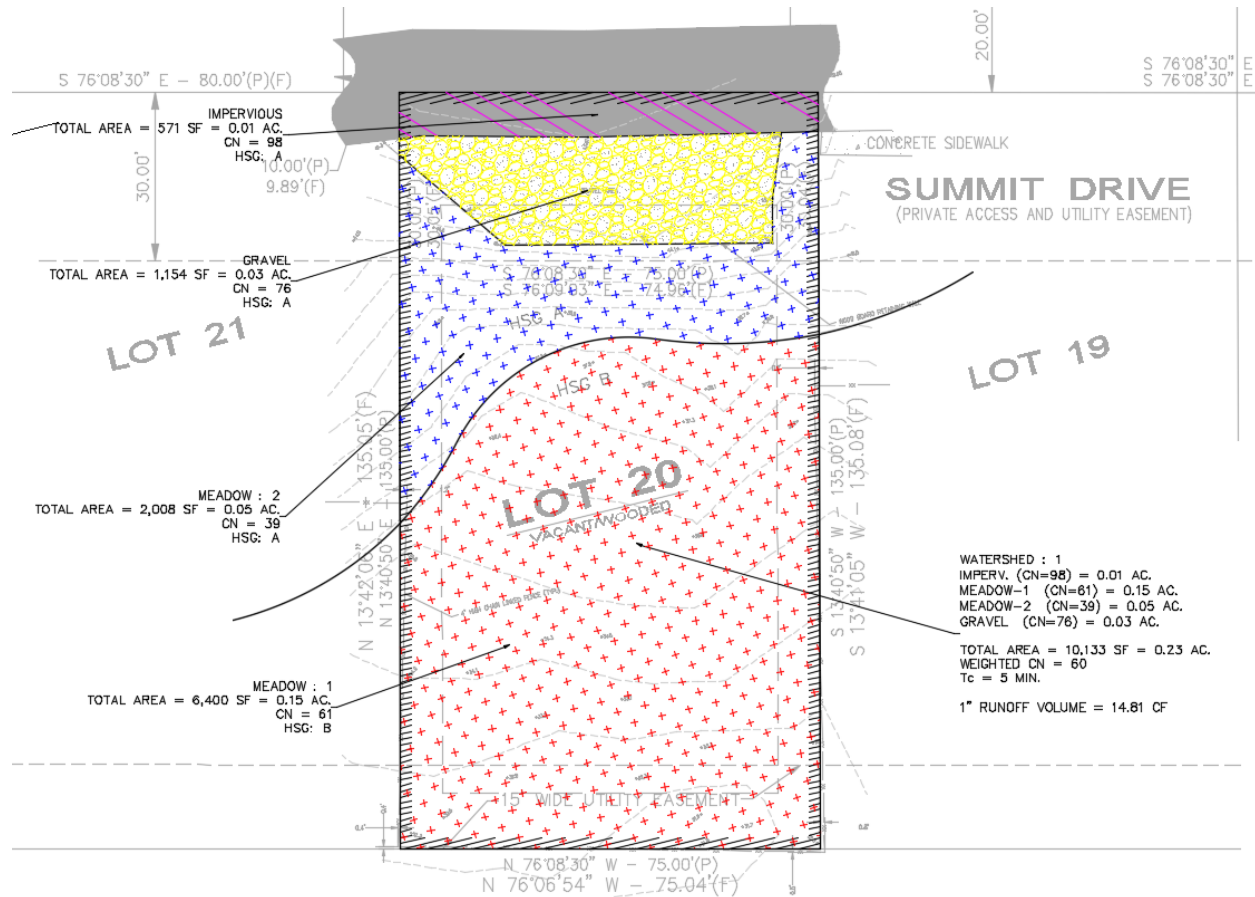 S 76°08'30" E - 80.00'(P)(F)
20.00'
S 76°08'30" E
S 76°08'30" E
IMPERVIOUS
TOTAL AREA = 571 SF = 0.01 AC.
CN = 98
HSG: A
10.00'(P)
9.89'(F)
30.00'
CONCRETE SIDEWALK
SUMMIT DRIVE
(PRIVATE ACCESS AND UTILITY EASEMENT)
30.00'(P)
GRAVEL
TOTAL AREA = 1,154 SF = 0.03 AC.
CN = 76
HSG: A
S 76°08'30" E - 75.00'(P)
S 76°09'03" E - 74.96'(F)
HSG A
LOT 21
LOT 19
HSG B
N 13°42'06" E - 135.05'(F)
N 13°40'50" E - 135.00'(P)
S 13°40'50" W - 135.00'(P)
S 13°41'05" W - 135.08'(F)
LOT 20
VACANT/WOODED
MEADOW : 2
TOTAL AREA = 2,008 SF = 0.05 AC.
CN = 39
HSG: A
WATERSHED : 1
IMPERV. (CN=98) = 0.01 AC.
MEADOW-1 (CN=61) = 0.15 AC.
MEADOW-2 (CN=39) = 0.05 AC.
GRAVEL (CN=76) = 0.03 AC.
TOTAL AREA = 10,133 SF = 0.23 AC.
WEIGHTED CN = 60
Tc = 5 MIN.
1" RUNOFF VOLUME = 14.81 CF
MEADOW : 1
TOTAL AREA = 6,400 SF = 0.15 AC.
CN = 61
HSG: B
15' WIDE UTILITY EASEMENT
N 76°08'30" W - 75.00'(P)
N 76°06'54" W - 75.04'(F)